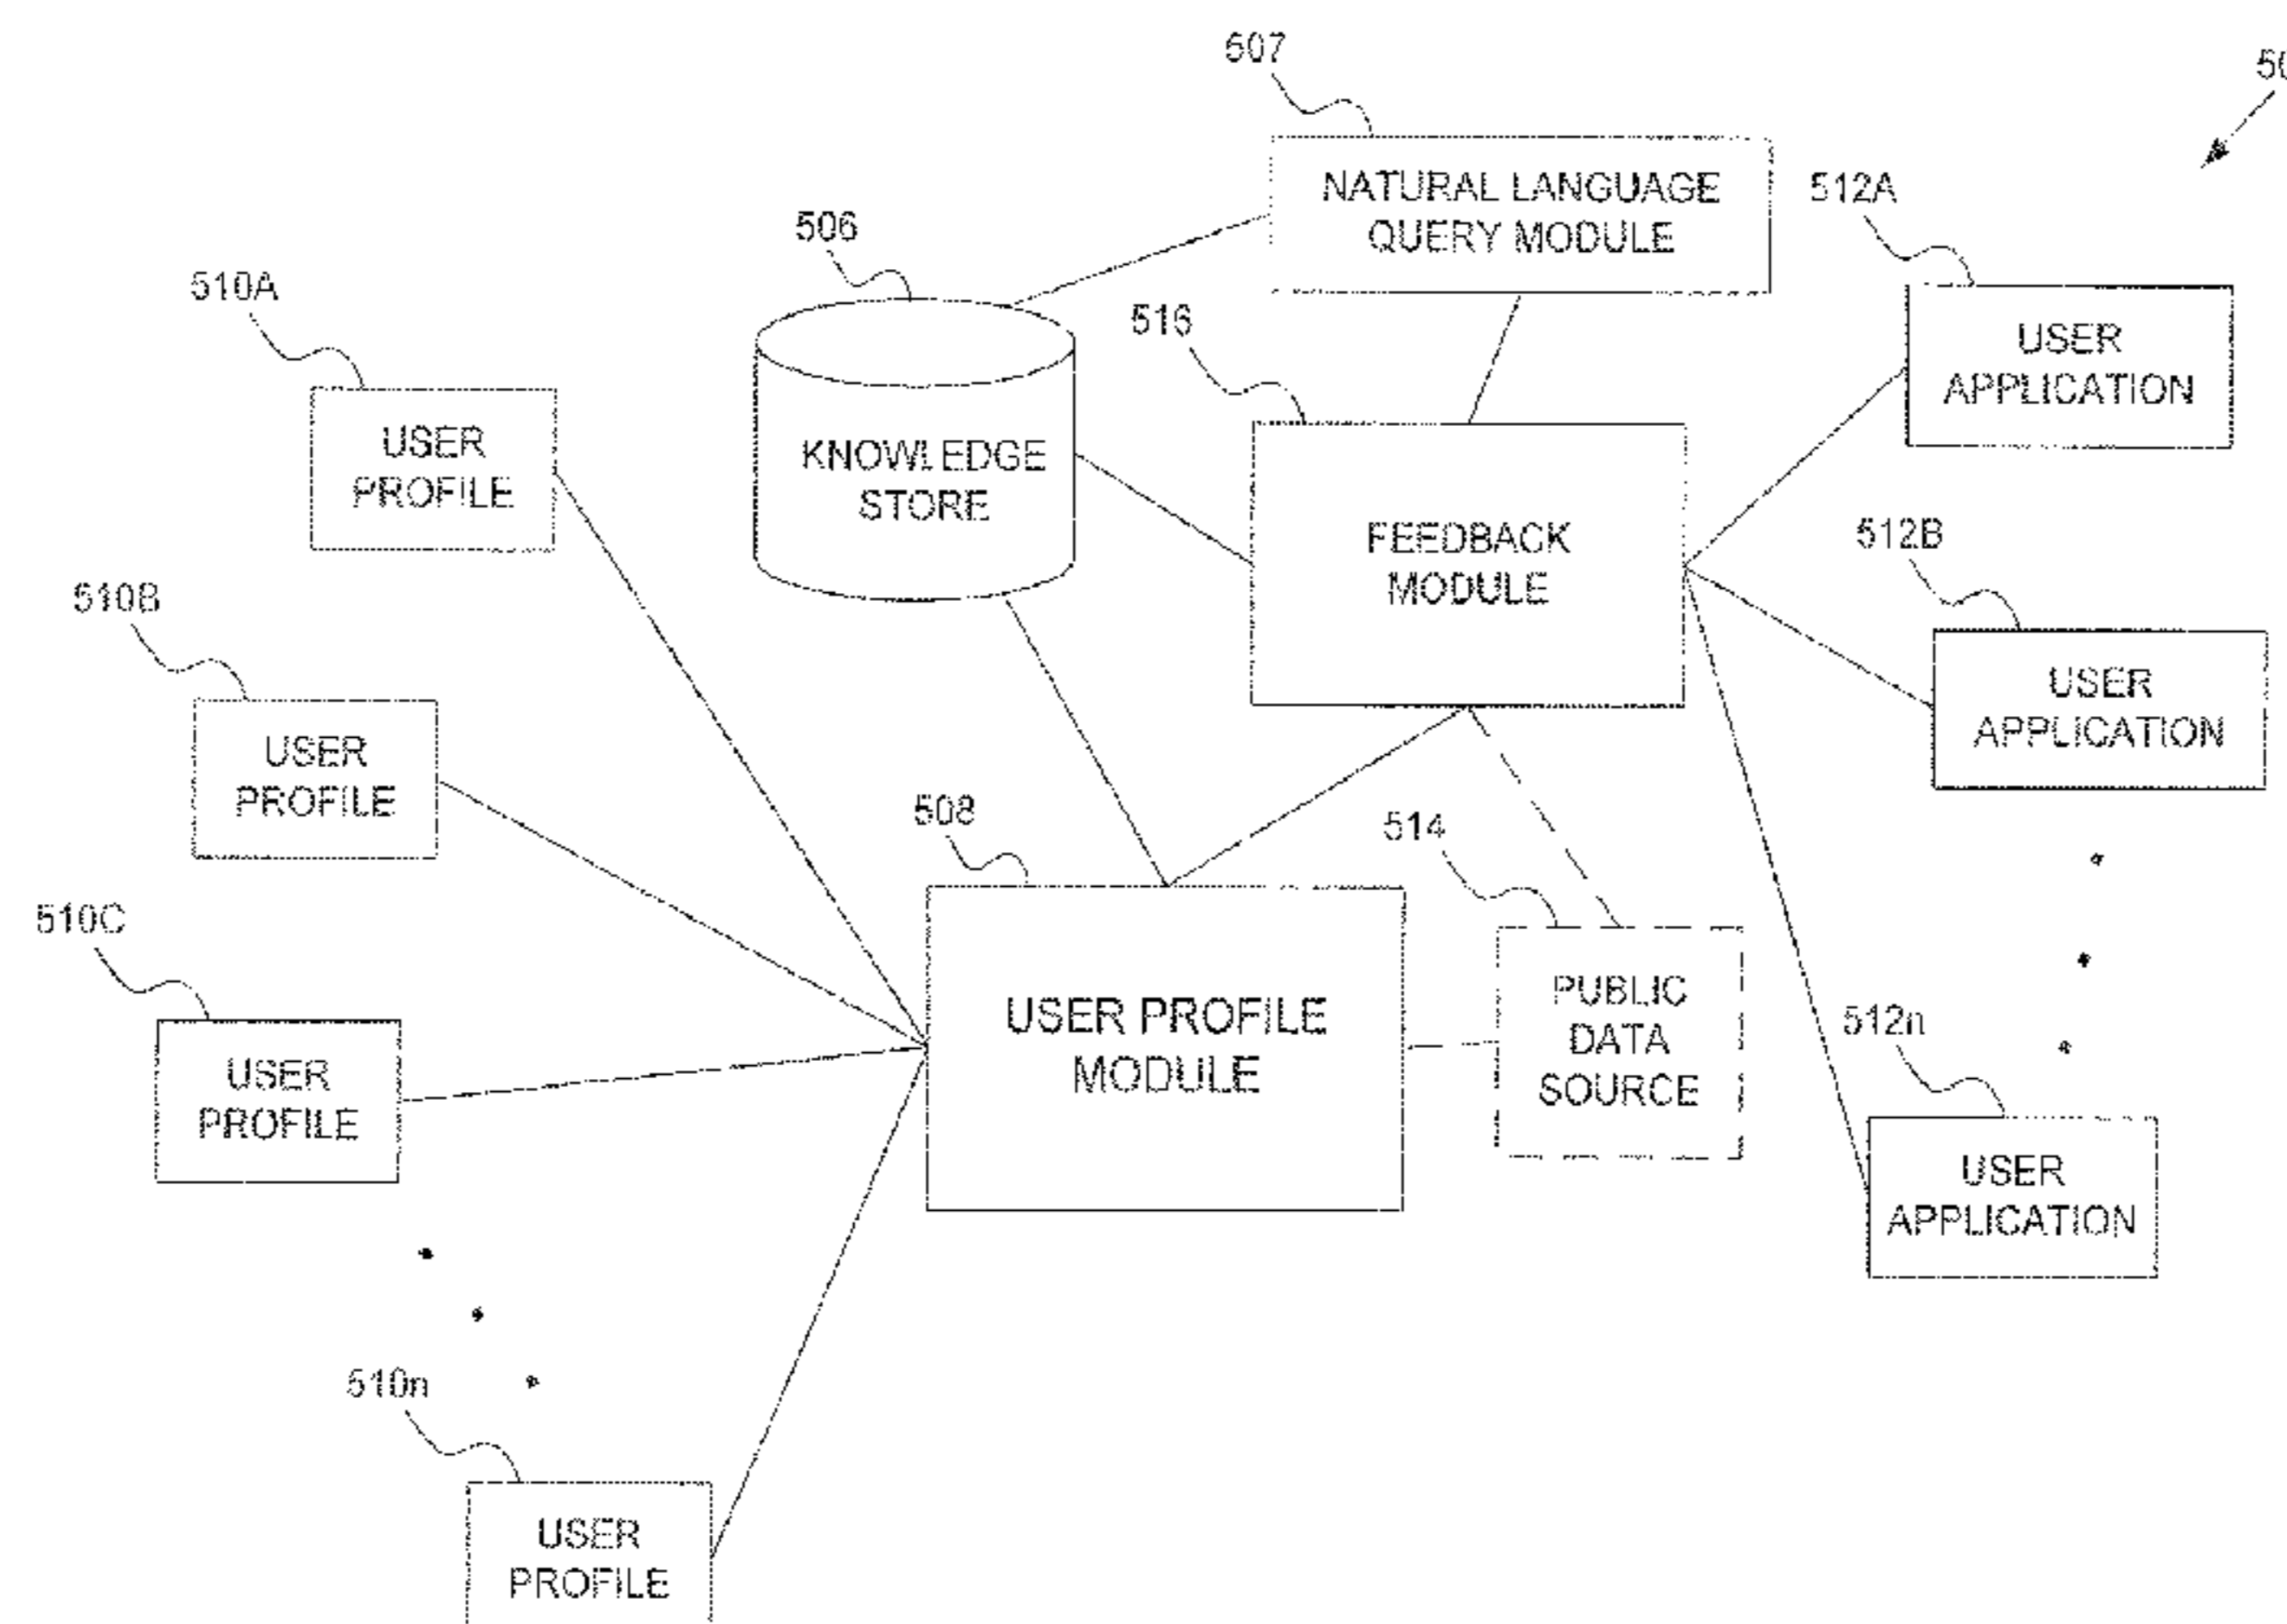 507
50
NATURAL LANGUAGE
QUERY MODULE
512A
506
510A
516
USER
APPLICATION
USER
PROFILE
KNOWLEDGE
STORE
FEEDBACK
MODULE
512B
510B
USER
APPLICATION
USER
PROFILE
508
514
510C
USER PROFILE
MODULE
PUBLIC
DATA
SOURCE
512n
USER
PROFILE
USER
APPLICATION
510n
USER
PROFILE